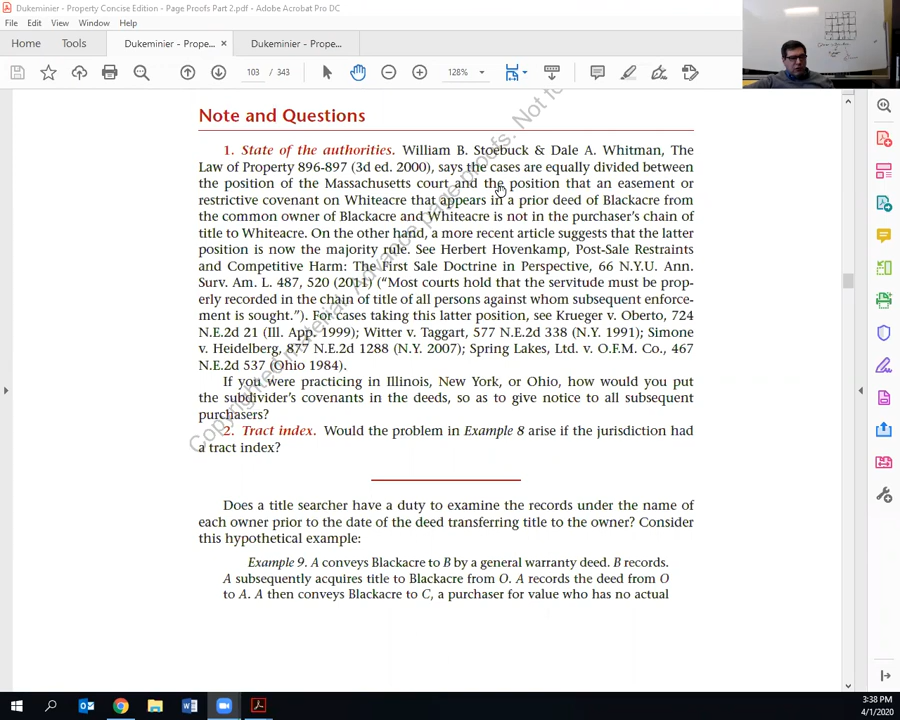 Dukeminier - Property Concise Edition - Page Proofs Part 2.pdf - Adobe Acrobat Pro DC
File Edit View Window Help
Home Tools Dukeminier - Prope... × Dukeminier - Prope...
103 / 343 128%
Note and Questions
1. State of the authorities. William B. Stoebuck & Dale A. Whitman, The
Law of Property 896-897 (3d ed. 2000), says the cases are equally divided between
the position of the Massachusetts court and the position that an easement or
restrictive covenant on Whiteacre that appears in a prior deed of Blackacre from
the common owner of Blackacre and Whiteacre is not in the purchaser's chain of
title to Whiteacre. On the other hand, a more recent article suggests that the latter
position is now the majority rule. See Herbert Hovenkamp, Post-Sale Restraints
and Competitive Harm: The First Sale Doctrine in Perspective, 66 N.Y.U. Ann.
Surv. Am. L. 487, 520 (2011) ("Most courts hold that the servitude must be prop-
erly recorded in the chain of title of all persons against whom subsequent enforce-
ment is sought."). For cases taking this latter position, see Krueger v. Oberto, 724
N.E.2d 21 (Ill. App. 1999); Witter v. Taggart, 577 N.E.2d 338 (N.Y. 1991); Simone
v. Heidelberg, 877 N.E.2d 1288 (N.Y. 2007); Spring Lakes, Ltd. v. O.F.M. Co., 467
N.E.2d 537 (Ohio 1984).
If you were practicing in Illinois, New York, or Ohio, how would you put
the subdivider's covenants in the deeds, so as to give notice to all subsequent
purchasers?
2. Tract index. Would the problem in Example 8 arise if the jurisdiction had
a tract index?
Does a title searcher have a duty to examine the records under the name of
each owner prior to the date of the deed transferring title to the owner? Consider
this hypothetical example:
Example 9. A conveys Blackacre to B by a general warranty deed. B records.
A subsequently acquires title to Blackacre from O. A records the deed from O
to A. A then conveys Blackacre to C, a purchaser for value who has no actual
Copyrighted material. Advance page proofs. Not fo
3:38 PM
4/1/2020